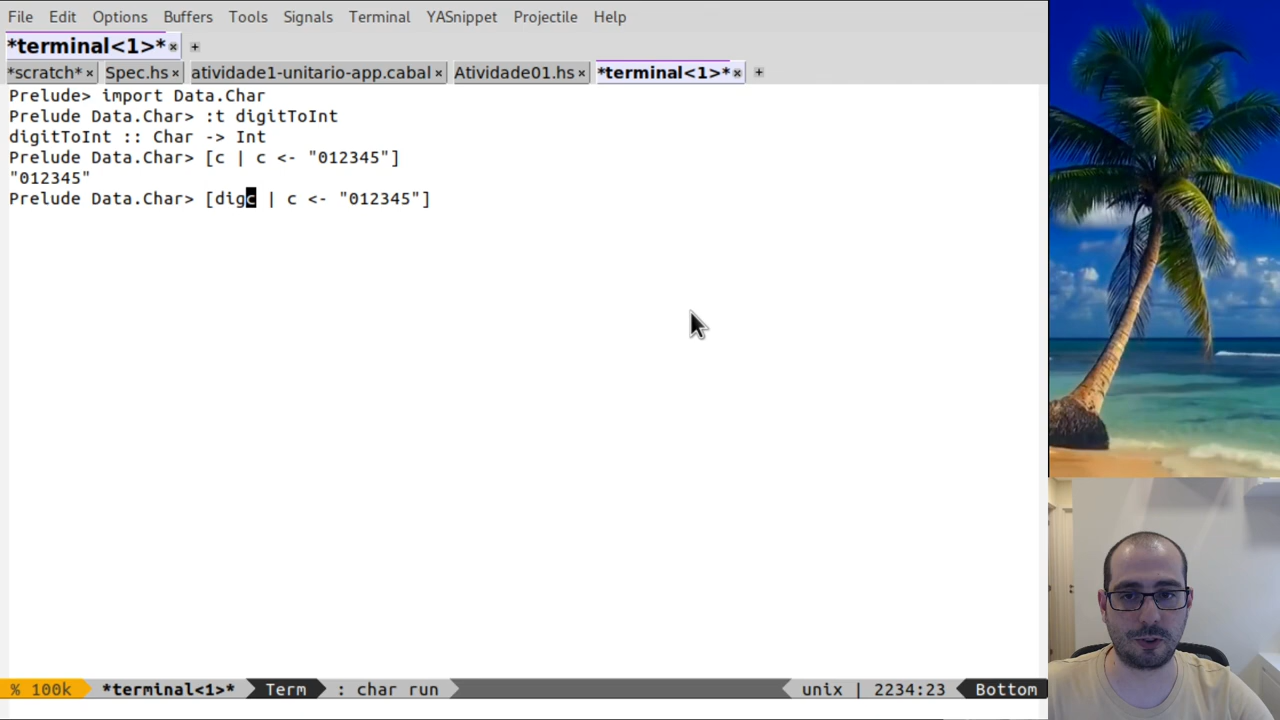 File Edit Options Buffers Tools Signals Terminal YASnippet Projectile Help
*terminal<1>* × +
*scratch* × Spec.hs × atividade1-unitario-app.cabal × Atividade01.hs × *terminal<1>* × +
Prelude> import Data.Char
Prelude Data.Char> :t digitToInt
digitToInt :: Char -> Int
Prelude Data.Char> [c | c <- "012345"]
"012345"
Prelude Data.Char> [digc | c <- "012345"]
% 100k *terminal<1>* Term : char run unix | 2234:23 Bottom